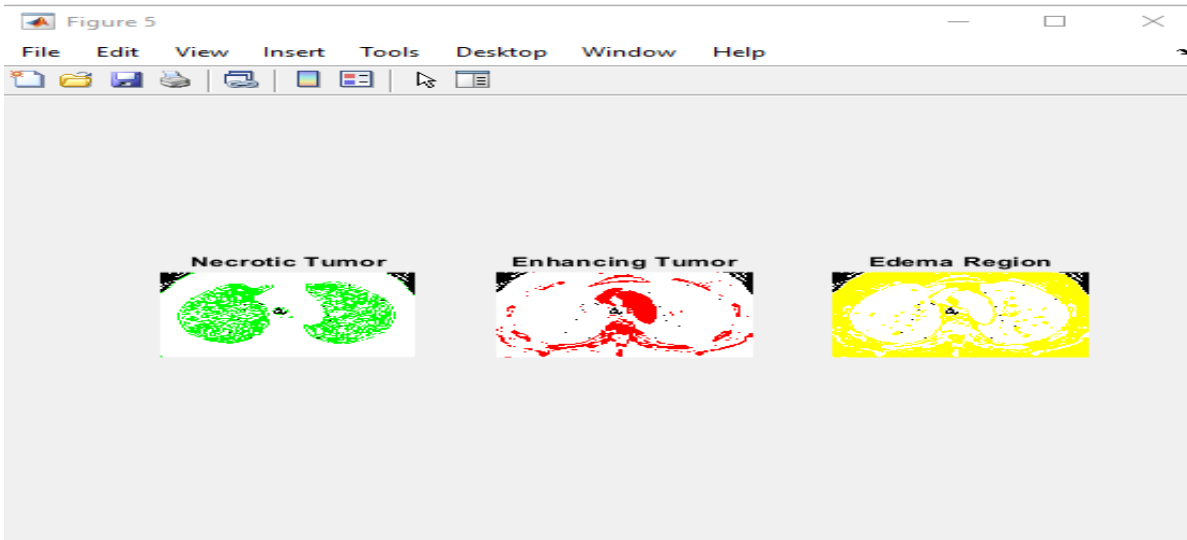 Figure 5
File Edit View Insert Tools Desktop Window Help
Necrotic Tumor Enhancing Tumor Edema Region